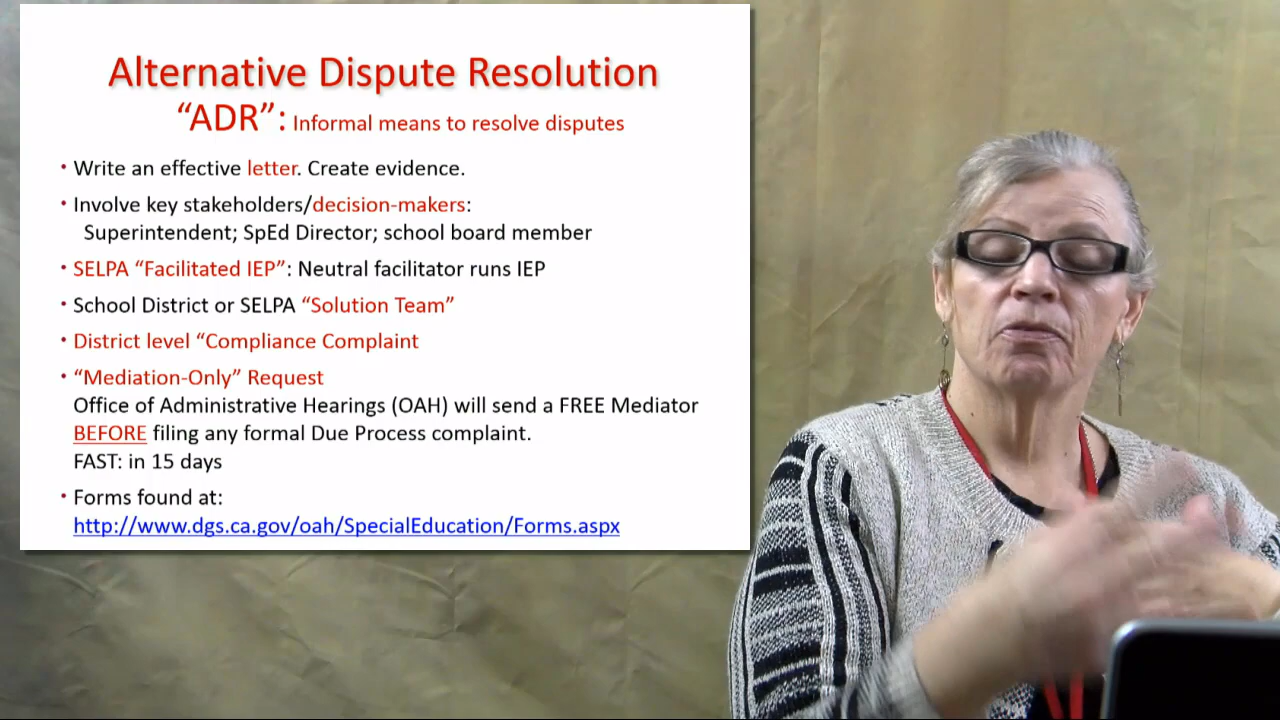 Alternative Dispute Resolution
“ADR”: Informal means to resolve disputes
• Write an effective letter. Create evidence.
• Involve key stakeholders/decision-makers:
Superintendent; SpEd Director; school board member
• SELPA “Facilitated IEP”: Neutral facilitator runs IEP
• School District or SELPA “Solution Team”
• District level “Compliance Complaint
• “Mediation-Only” Request
Office of Administrative Hearings (OAH) will send a FREE Mediator
BEFORE filing any formal Due Process complaint.
FAST: in 15 days
• Forms found at:
http://www.dgs.ca.gov/oah/SpecialEducation/Forms.aspx